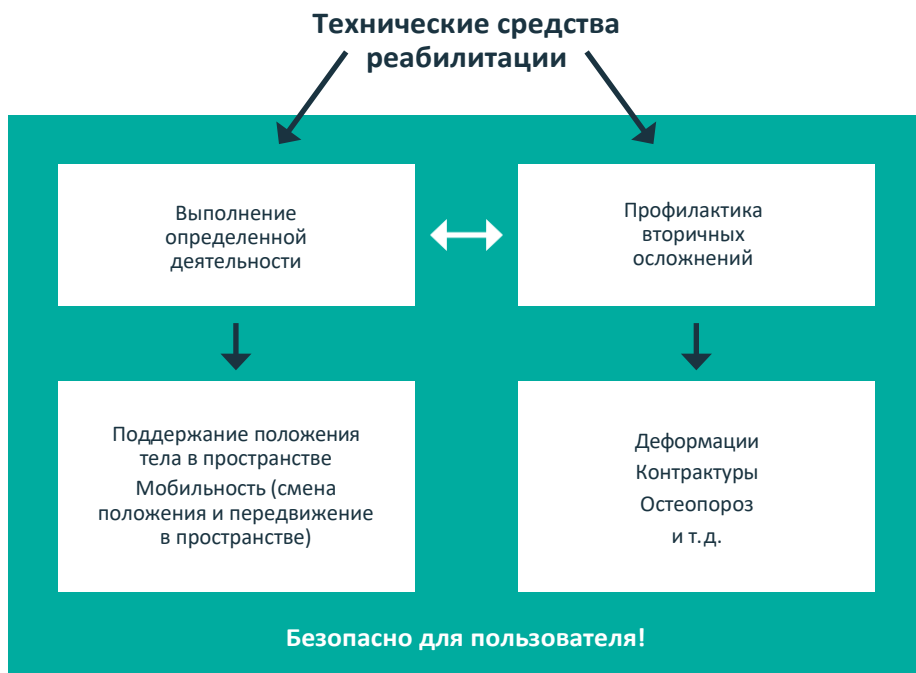 Технические средства
реабилитации
Выполнение
определенной
деятельности
Профилактика
вторичных
осложнений
Поддержание положения
тела в пространстве
Мобильность (смена
положения и передвижение
в пространстве)
Деформации
Контрактуры
Остеопороз
и т.д.
Безопасно для пользователя!